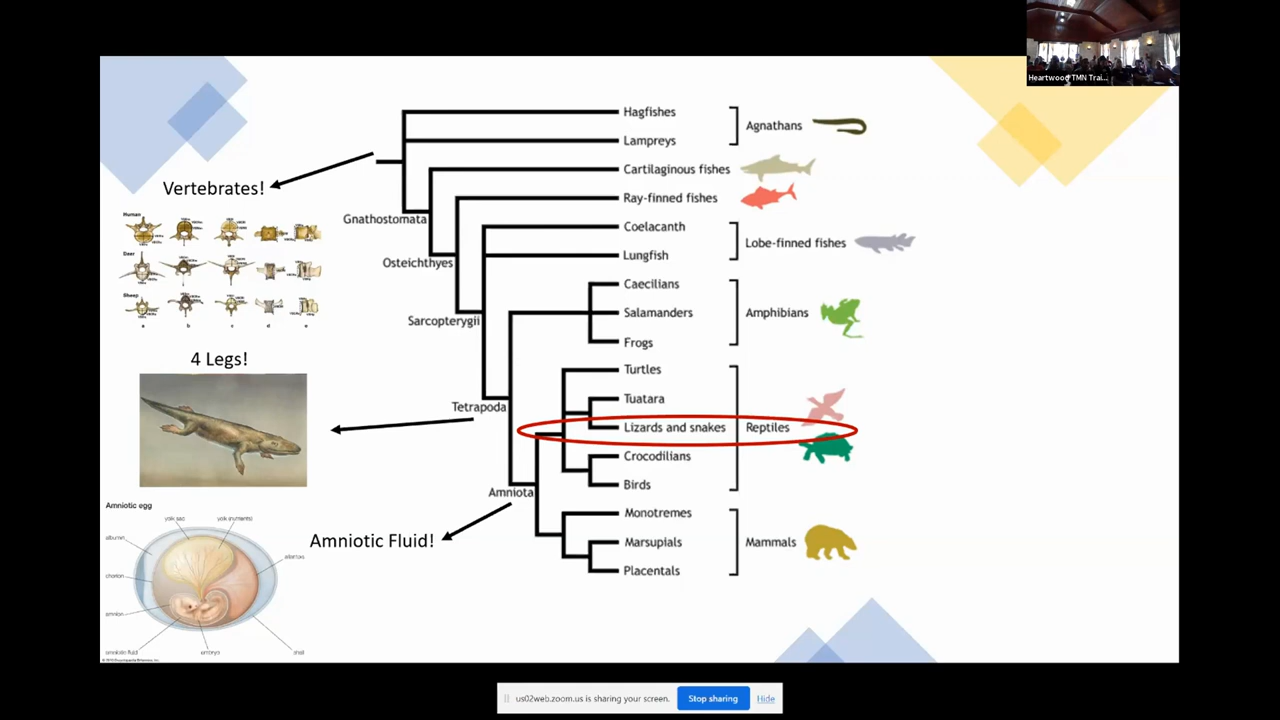 Heartwood TMN Trai...
Hagfishes
Lampreys
Agnathans
Cartilaginous fishes
Ray-finned fishes
Coelacanth
Lungfish
Lobe-finned fishes
Caecilians
Salamanders
Frogs
Amphibians
Turtles
Tuatara
Lizards and snakes
Crocodilians
Birds
Reptiles
Monotremes
Marsupials
Placentals
Mammals
Gnathostomata
Osteichthyes
Sarcopterygii
Tetrapoda
Amniota
Vertebrates!
Human
Deer
Sheep
a b c d e
4 Legs!
Amniotic Fluid!
Amniotic egg
yolk sac
yolk (nutrients)
albumen
allantois
chorion
amnion
amniotic fluid
embryo
shell
us02web.zoom.us is sharing your screen.
Stop sharing
Hide